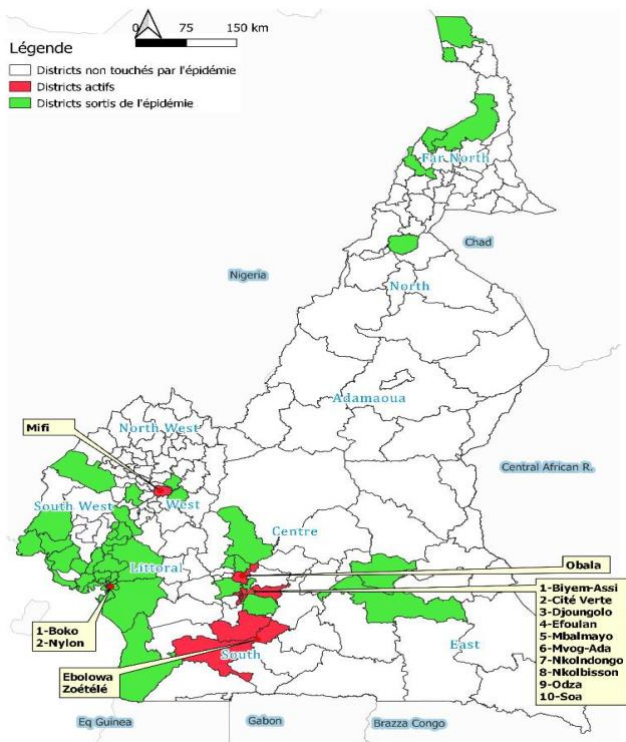 0 75 150 km
Légende
Districts non touchés par l'épidémie
Districts actifs
Districts sortis de l'épidémie
Far North
Chad
Nigeria
North
Adamaoua
Mifi
North West
Central African R.
South West
West
Centre
Littoral
Obala
1-Biyem-Assi
2-Cité Verte
3-Djoungolo
4-Efoulan
5-Mbalmayo
6-Mvog-Ada
7-Nkolndongo
8-Nkolbisson
9-Odza
10-Soa
1-Boko
2-Nylon
East
South
Ebolowa
Zoétélé
Eq Guinea
Gabon
Brazza Congo